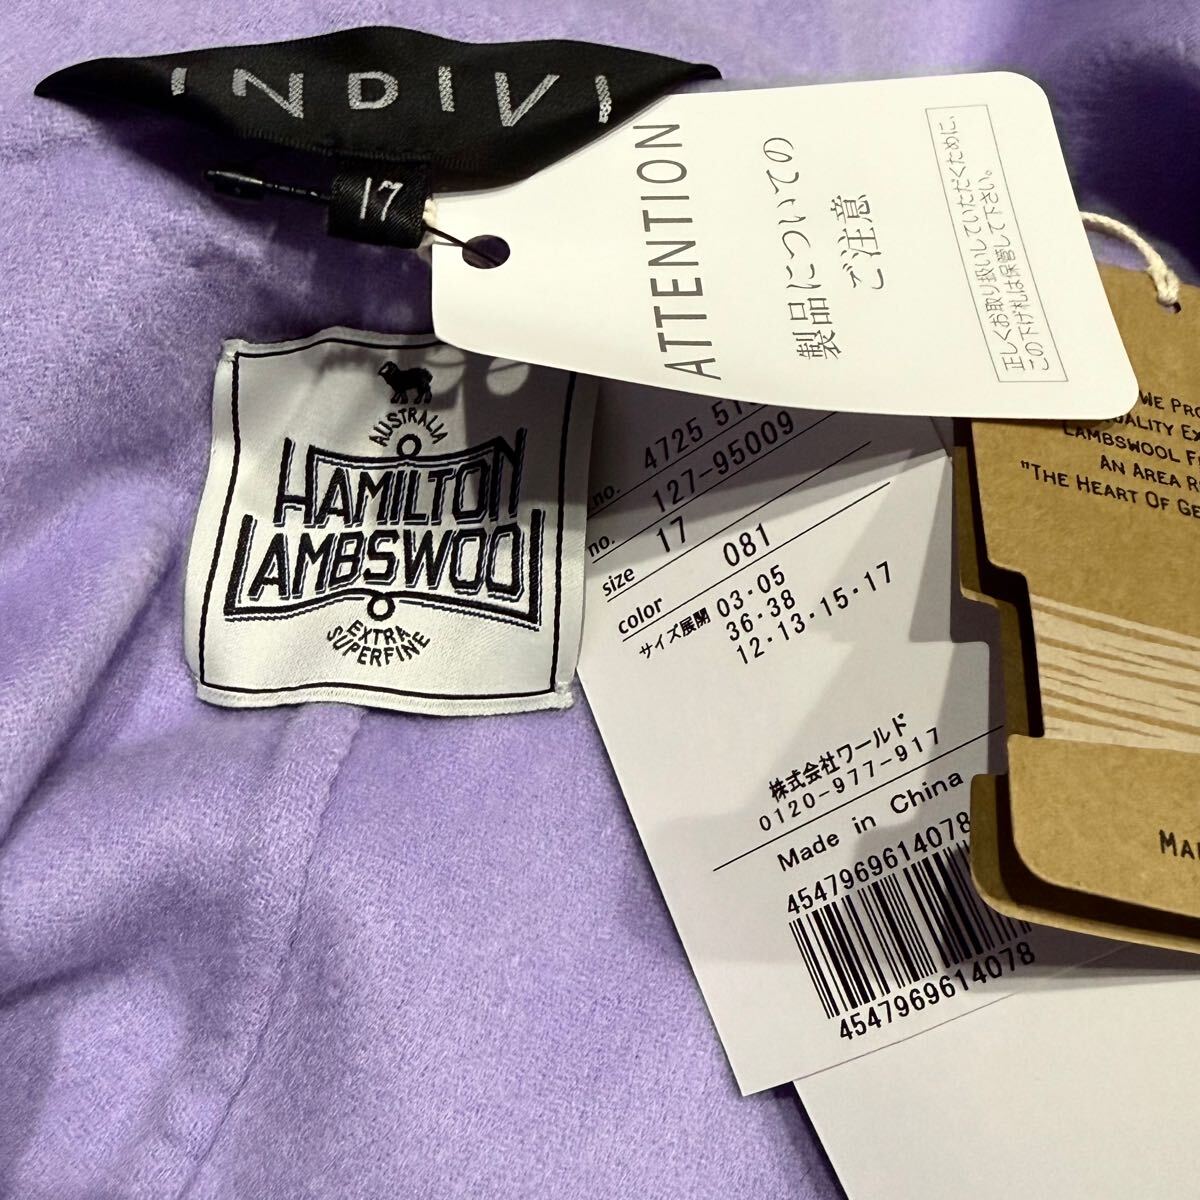 INDIVI
17
ATTENTION
製品についての
ご注意
正しくお取り扱いしていただくために、
この下げ札は保管して下さい。
AUSTRALIA
HAMILTON
LAMBSWOOL
EXTRA
SUPERFINE
no. 4725
no. 127-95009
size 17
color 081
サイズ展開 03・05
36・38
12・13・15・17
株式会社ワールド
0120-977-917
Made in China
4547969614078
4547969614078
WE
LAMBSWOOL
AN AREA
"THE HEART OF